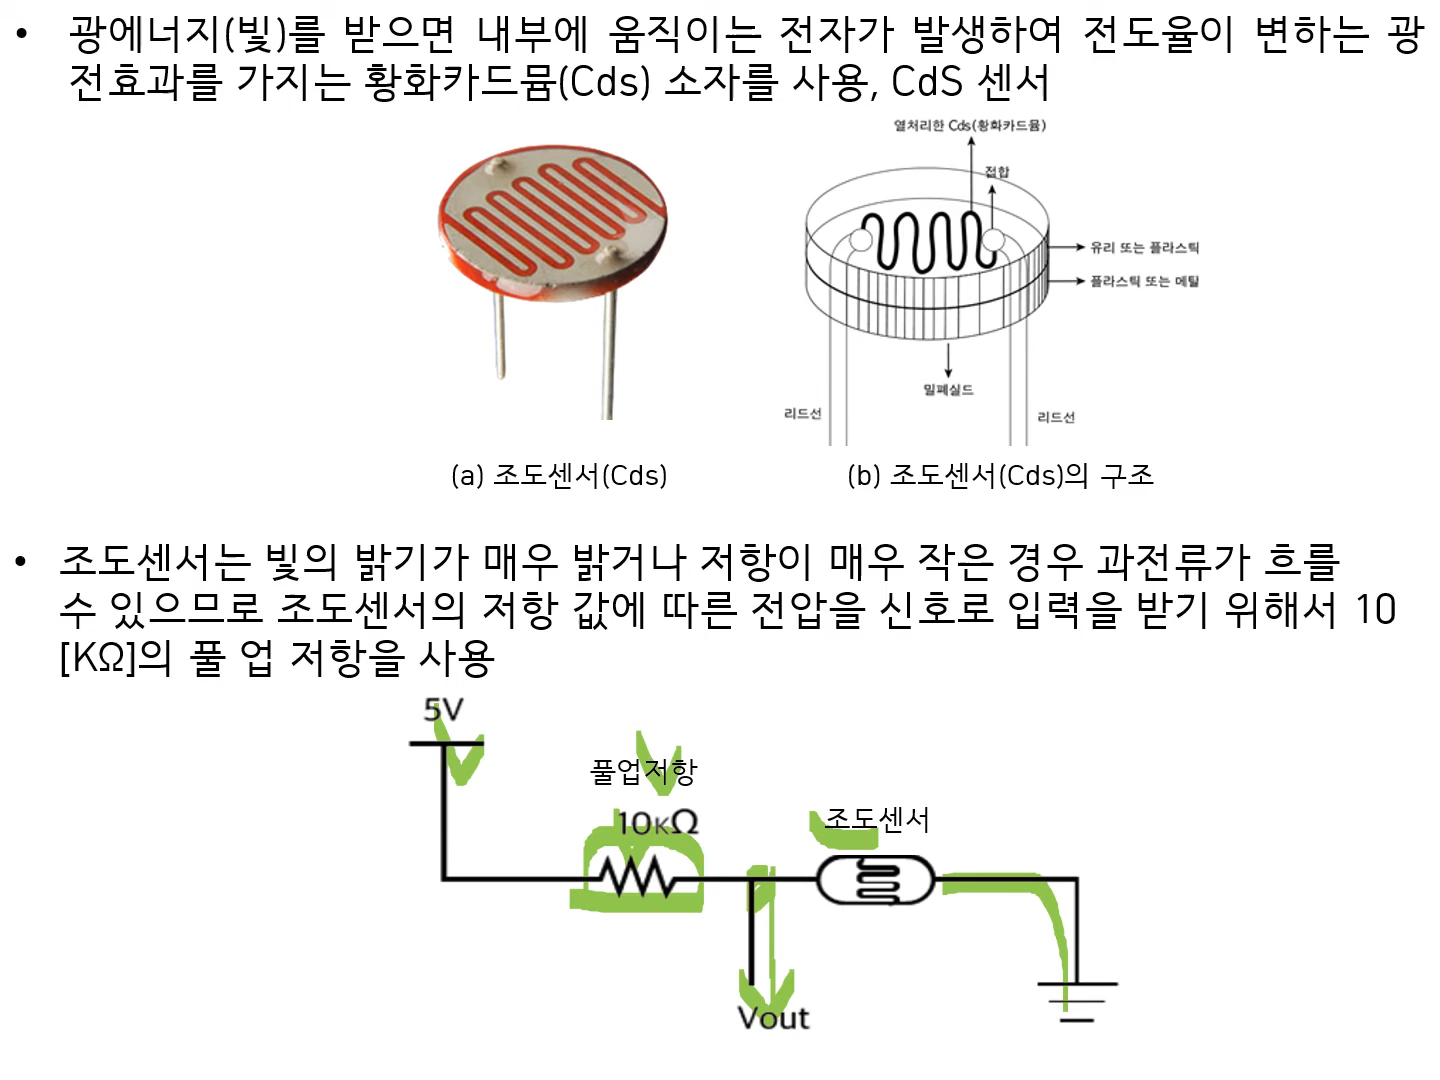 • 광에너지(빛)를 받으면 내부에 움직이는 전자가 발생하여 전도율이 변하는 광
전효과를 가지는 황화카드뮴(Cds) 소자를 사용, CdS 센서
열처리한 Cds(황화카드뮴)
접합
유리 또는 플라스틱
플라스틱 또는 메탈
밀폐실드
리드선
리드선
(a) 조도센서(Cds)
(b) 조도센서(Cds)의 구조
• 조도센서는 빛의 밝기가 매우 밝거나 저항이 매우 작은 경우 과전류가 흐를
수 있으므로 조도센서의 저항 값에 따른 전압을 신호로 입력을 받기 위해서 10
[KΩ]의 풀 업 저항을 사용
5V
풀업저항
10KΩ
조도센서
Vout